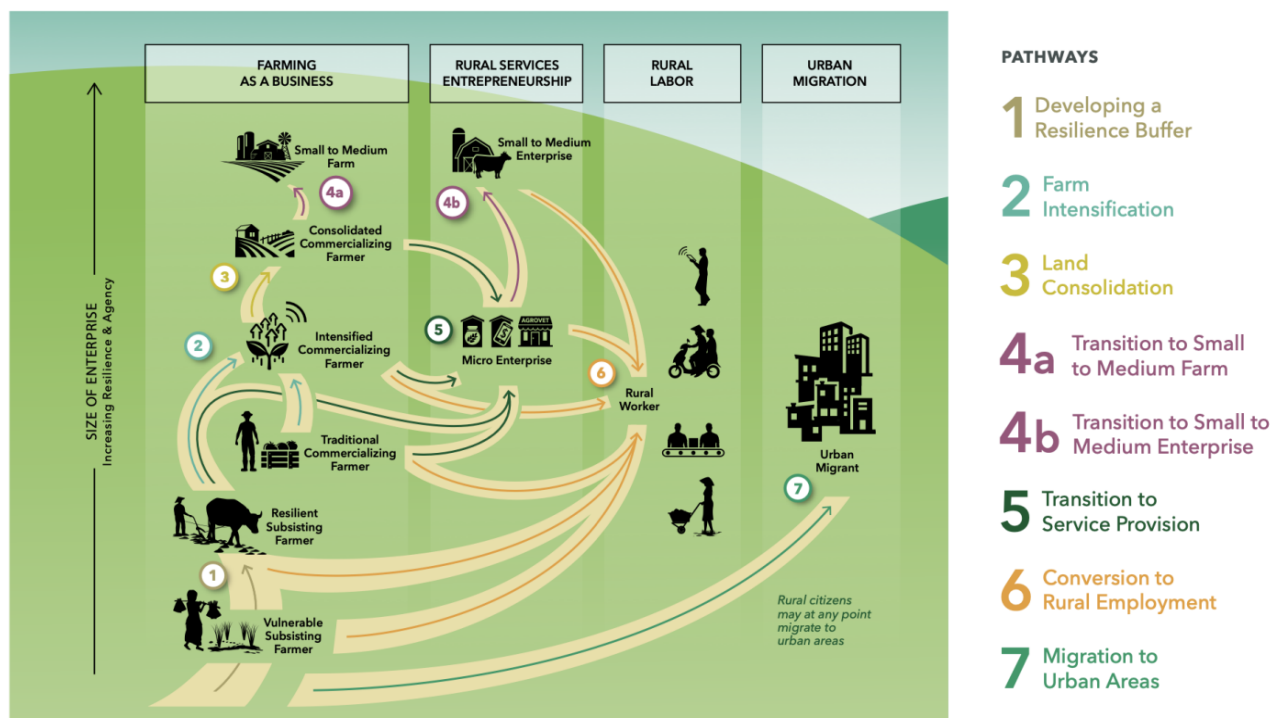 FARMING
AS A BUSINESS
RURAL SERVICES
ENTREPRENEURSHIP
RURAL
LABOR
URBAN
MIGRATION
SIZE OF ENTERPRISE
Increasing Resilience & Agency
Small to Medium
Farm
4a
Small to Medium
Enterprise
4b
Consolidated
Commercializing
Farmer
3
Intensified
Commercializing
Farmer
2
5
AGROVET
$
Micro Enterprise
6
Rural
Worker
Traditional
Commercializing
Farmer
Urban
Migrant
7
Resilient
Subsisting
Farmer
1
Vulnerable
Subsisting
Farmer
Rural citizens
may at any point
migrate to
urban areas
PATHWAYS
1 Developing a
Resilience Buffer
2 Farm
Intensification
3 Land
Consolidation
4a Transition to Small
to Medium Farm
4b Transition to Small to
Medium Enterprise
5 Transition to
Service Provision
6 Conversion to
Rural Employment
7 Migration to
Urban Areas